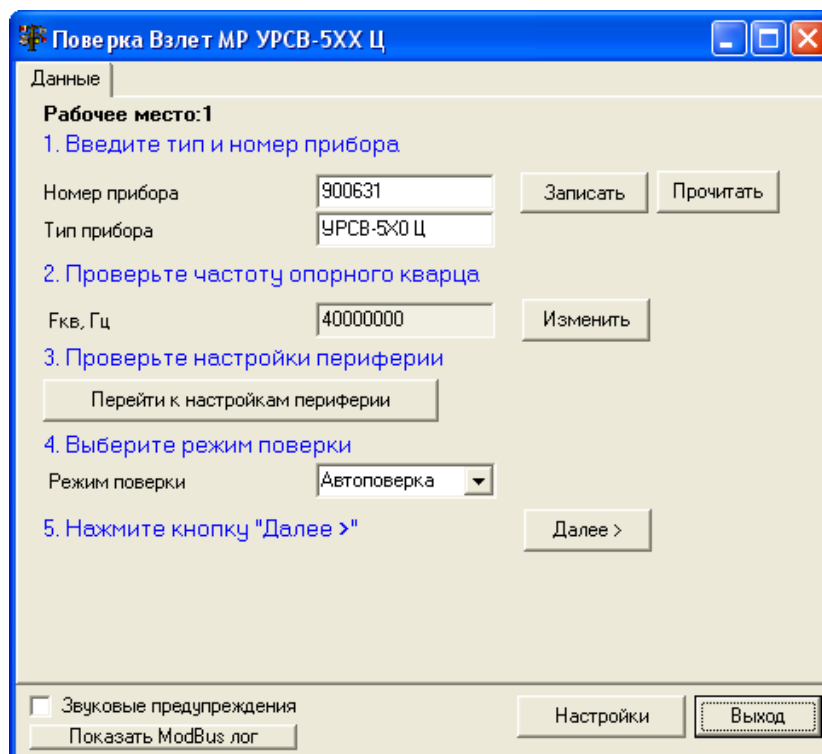 Поверка Взлет МР УРСВ-5ХХ Ц
Данные
Рабочее место:1
1. Введите тип и номер прибора
Номер прибора 900631 Записать Прочитать
Тип прибора УРСВ-5Х0 Ц
2. Проверьте частоту опорного кварца
Fкв, Гц 40000000 Изменить
3. Проверьте настройки периферии
Перейти к настройкам периферии
4. Выберите режим поверки
Режим поверки Автоповерка
5. Нажмите кнопку "Далее >" Далее >
Звуковые предупреждения
Показать ModBus лог Настройки Выход